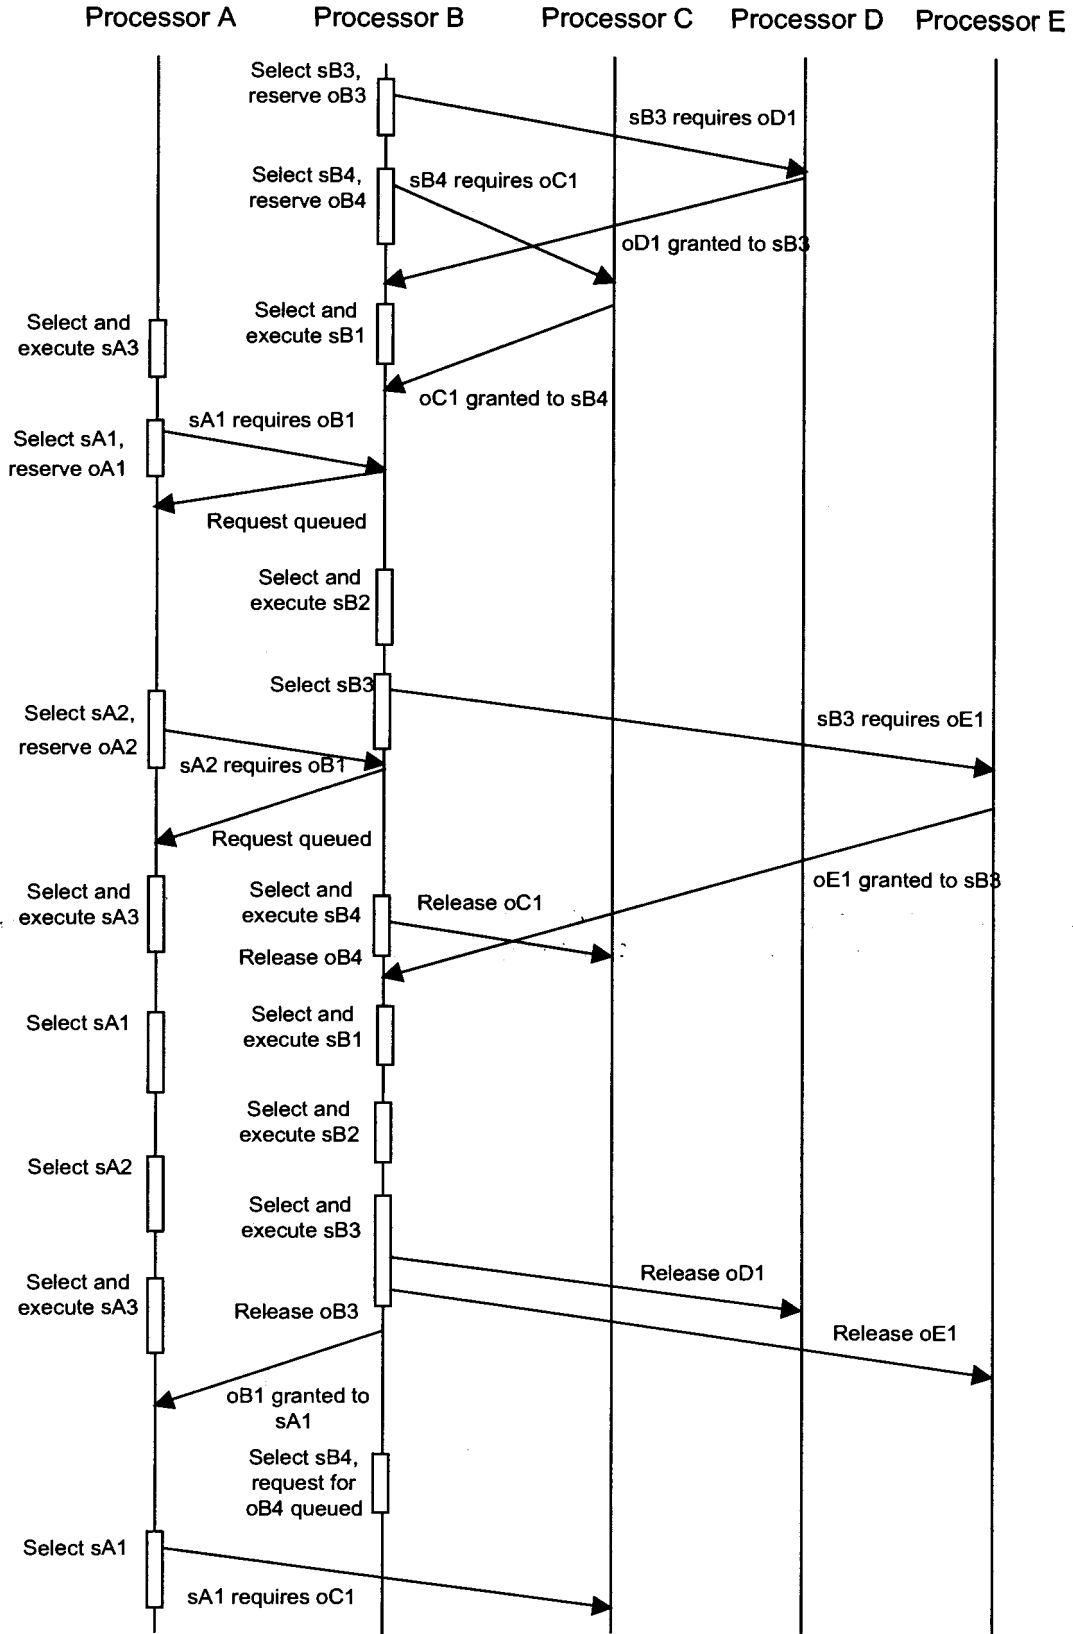 Processor A Processor B Processor C Processor D Processor E
Select sB3,
reserve oB3
sB3 requires oD1
Select sB4,
reserve oB4
sB4 requires oC1
oD1 granted to sB3
Select and
execute sB1
Select and
execute sA3
oC1 granted to sB4
sA1 requires oB1
Select sA1,
reserve oA1
Request queued
Select and
execute sB2
Select sB3
Select sA2,
reserve oA2
sB3 requires oE1
sA2 requires oB1
Request queued
oE1 granted to sB3
Select and
execute sA3
Select and
execute sB4
Release oC1
Release oB4
Select sA1
Select and
execute sB1
Select and
execute sB2
Select sA2
Select and
execute sB3
Release oD1
Select and
execute sA3
Release oB3
Release oE1
oB1 granted to
sA1
Select sB4,
request for
oB4 queued
Select sA1
sA1 requires oC1